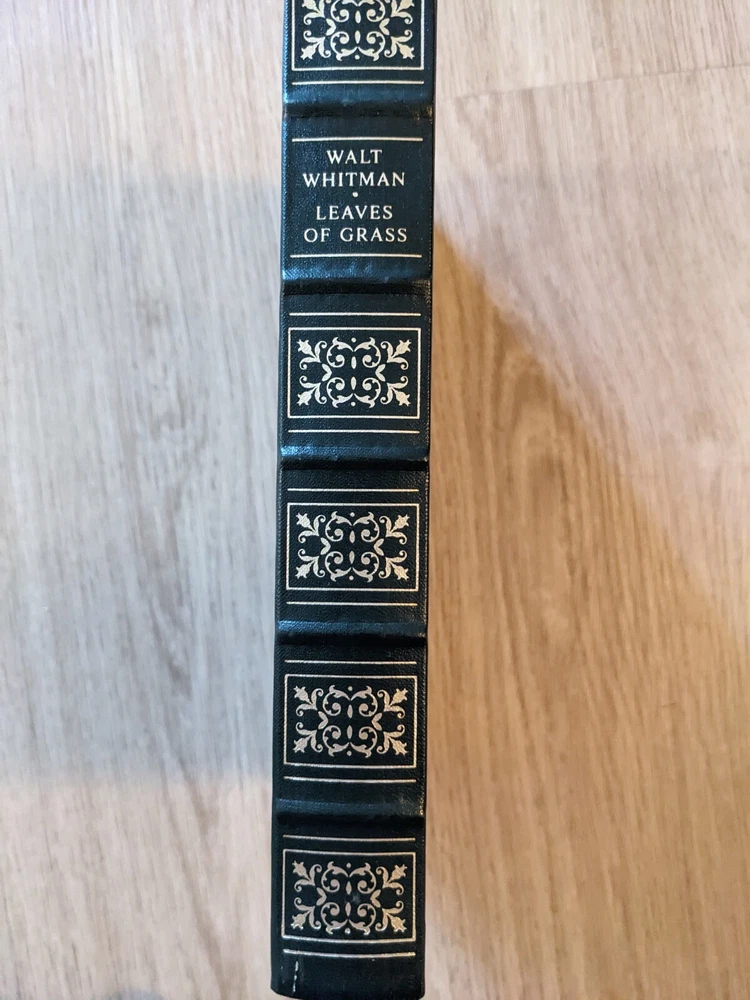 WALT
WHITMAN
•
LEAVES
OF GRASS